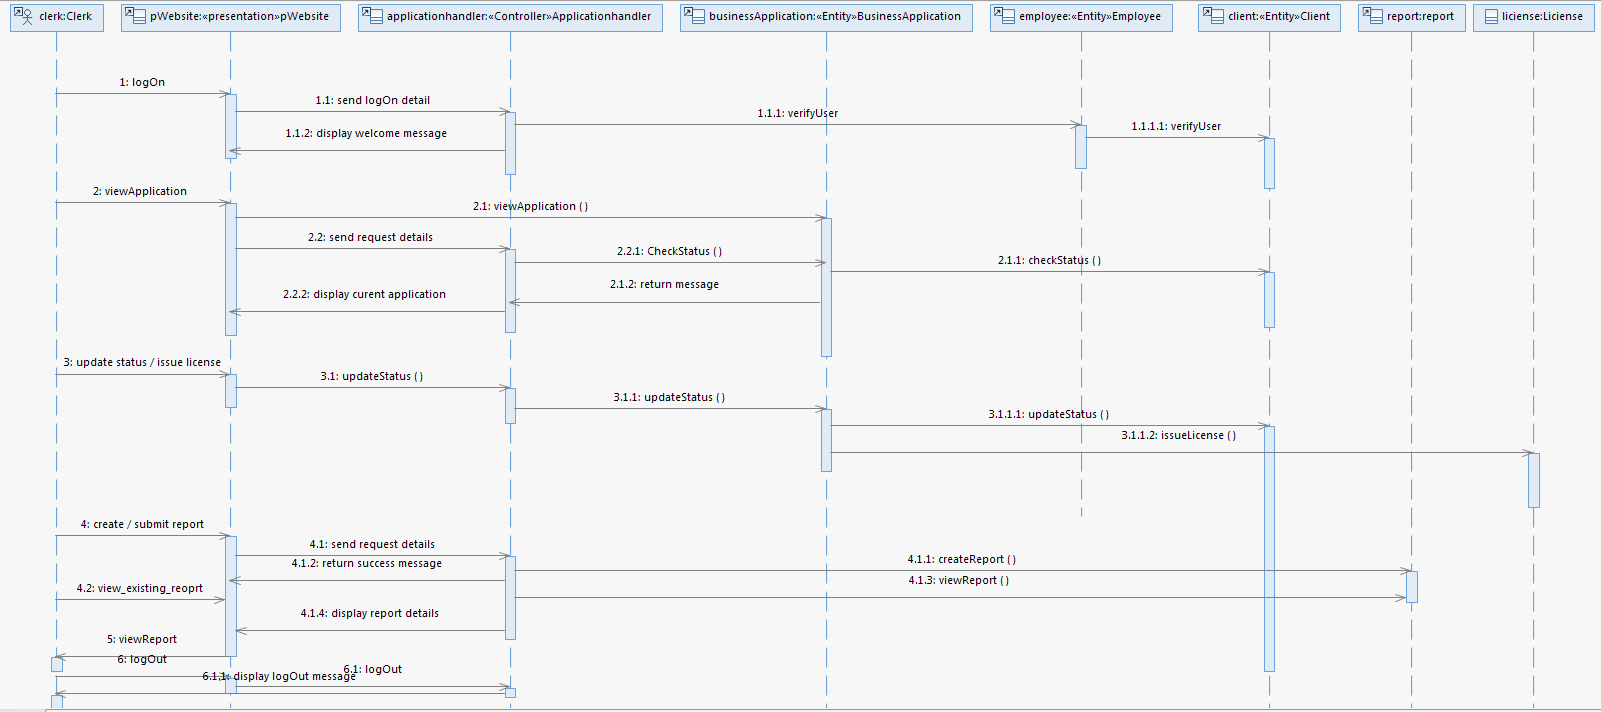 clerk:Clerk
pWebsite:«presentation»pWebsite
applicationhandler:«Controller»Applicationhandler
businessApplication:«Entity»BusinessApplication
employee:«Entity»Employee
client:«Entity»Client
report:report
liciense:Liciense
1: logOn
1.1: send logOn detail
1.1.1: verifyUser
1.1.1.1: verifyUser
1.1.2: display welcome message
2: viewApplication
2.1: viewApplication ( )
2.2: send request details
2.2.1: CheckStatus ( )
2.1.1: checkStatus ( )
2.1.2: return message
2.2.2: display curent application
3: update status / issue license
3.1: updateStatus ( )
3.1.1: updateStatus ( )
3.1.1.1: updateStatus ( )
3.1.1.2: issueLicense ( )
4: create / submit report
4.1: send request details
4.1.1: createReport ( )
4.1.2: return success message
4.1.3: viewReport ( )
4.2: view_existing_reoprt
4.1.4: display report details
5: viewReport
6: logOut
6.1: logOut
6.1.1: display logOut message